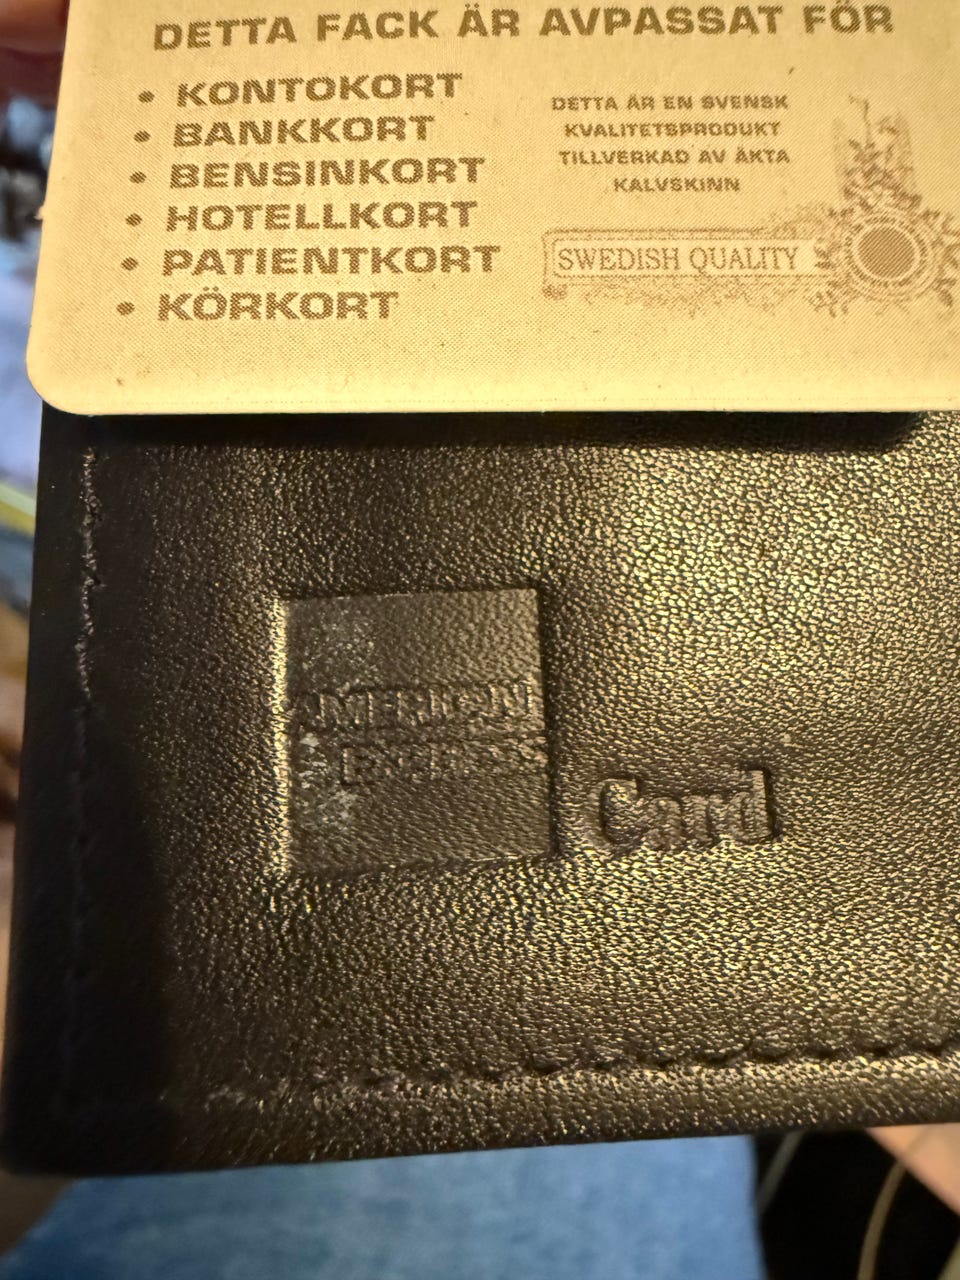 DETTA FACK ÄR AVPASSAT FÖR
• KONTOKORT
• BANKKORT
• BENSINKORT
• HOTELLKORT
• PATIENTKORT
• KÖRKORT
DETTA ÄR EN SVENSK
KVALITETSPRODUKT
TILLVERKAD AV ÄKTA
KALVSKINN
SWEDISH QUALITY
AMERICAN
EXPRESS
Card